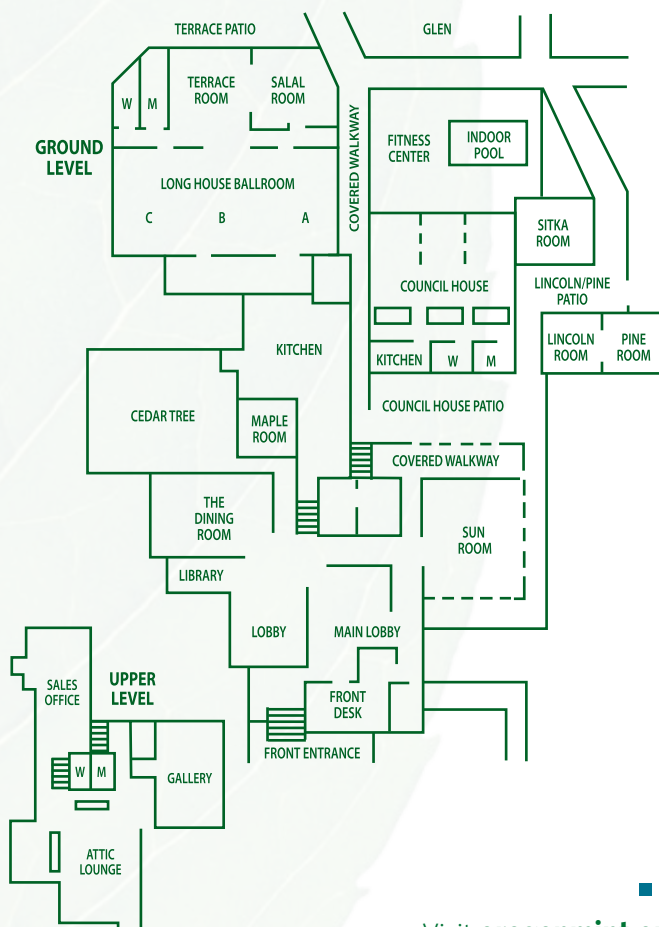 TERRACE PATIO
GLEN
W
M
TERRACE
ROOM
SALAL
ROOM
COVERED WALKWAY
FITNESS
CENTER
INDOOR
POOL
GROUND
LEVEL
LONG HOUSE BALLROOM
C
B
A
SITKA
ROOM
COUNCIL HOUSE
LINCOLN/PINE
PATIO
KITCHEN
KITCHEN
W
M
LINCOLN
ROOM
PINE
ROOM
CEDAR TREE
MAPLE
ROOM
COUNCIL HOUSE PATIO
COVERED WALKWAY
THE
DINING
ROOM
SUN
ROOM
LIBRARY
LOBBY
MAIN LOBBY
SALES
OFFICE
UPPER
LEVEL
FRONT
DESK
FRONT ENTRANCE
W
M
GALLERY
ATTIC
LOUNGE